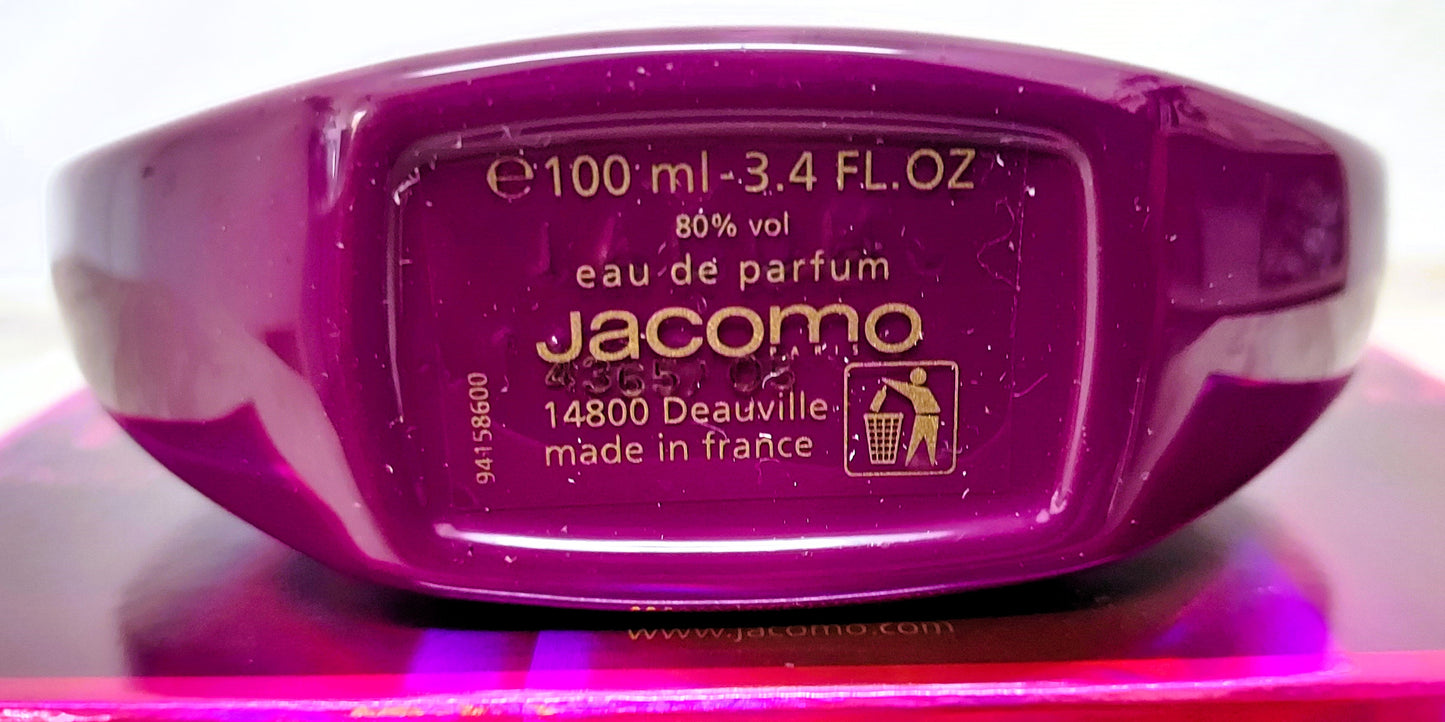 ℮ 100 ml - 3.4 FL.OZ
80% vol
eau de parfum
Jacomo
PARIS
14800 Deauville
made in france
94158600
www.jacomo.com